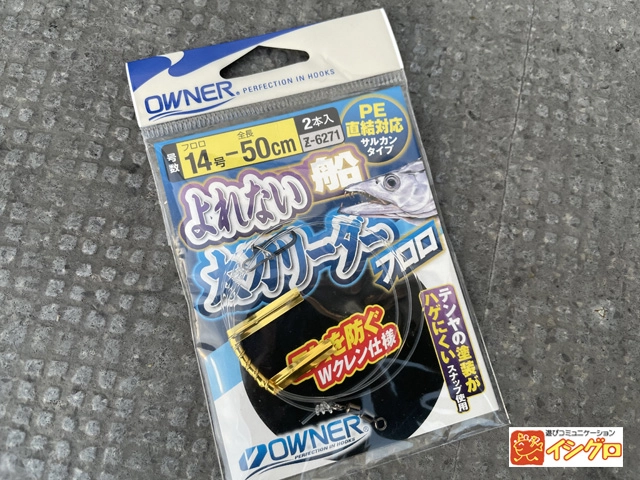 OWNER®
PERFECTION IN HOOKS
号数
フロロ
14号
全長
50cm
2本入
Z-6271
PE
直結対応
サルカン
タイプ
よれない船
太刀リーダー
フロロ
を防ぐ
Wクレン仕様
テンヤの塗装が
ハゲにくい
スナップ使用
OWNER®
PERFECTION IN HOOKS
遊びコミュニケーション
イシグロ